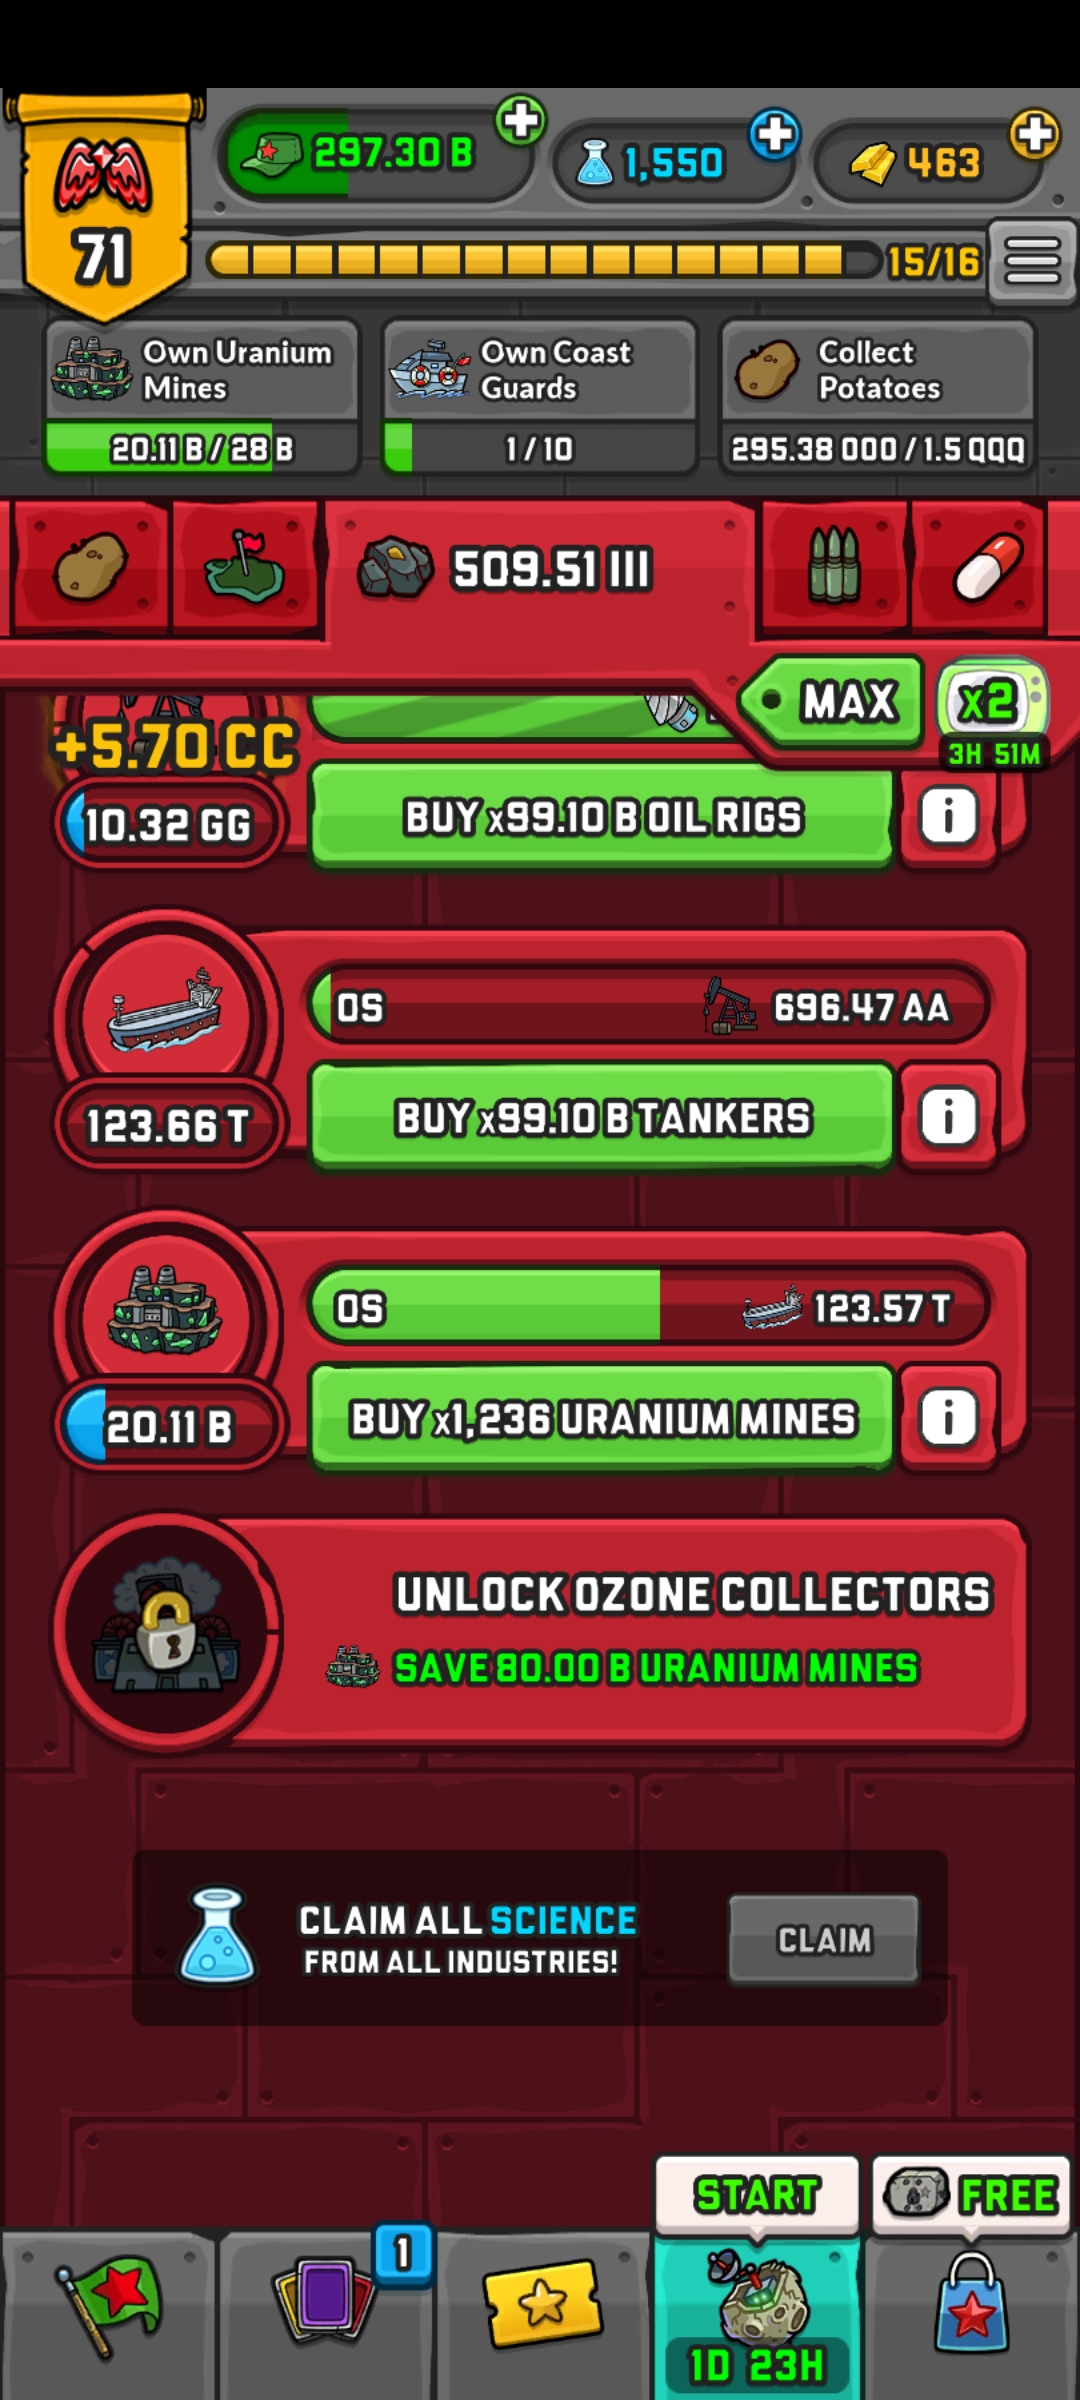 297.30 B
1,550
463
71
15/16
Own Uranium
Mines
20.11 B / 28 B
Own Coast
Guards
1 / 10
Collect
Potatoes
295.38 OOO / 1.5 QQQ
509.51 III
MAX
x2
3H 51M
+5.70 CC
10.32 GG
BUY x99.10 B OIL RIGS
i
0S
696.47 AA
123.66 T
BUY x99.10 B TANKERS
i
0S
123.57 T
20.11 B
BUY x1,236 URANIUM MINES
i
UNLOCK OZONE COLLECTORS
SAVE 80.00 B URANIUM MINES
CLAIM ALL SCIENCE
FROM ALL INDUSTRIES!
CLAIM
START
FREE
1
1D 23H